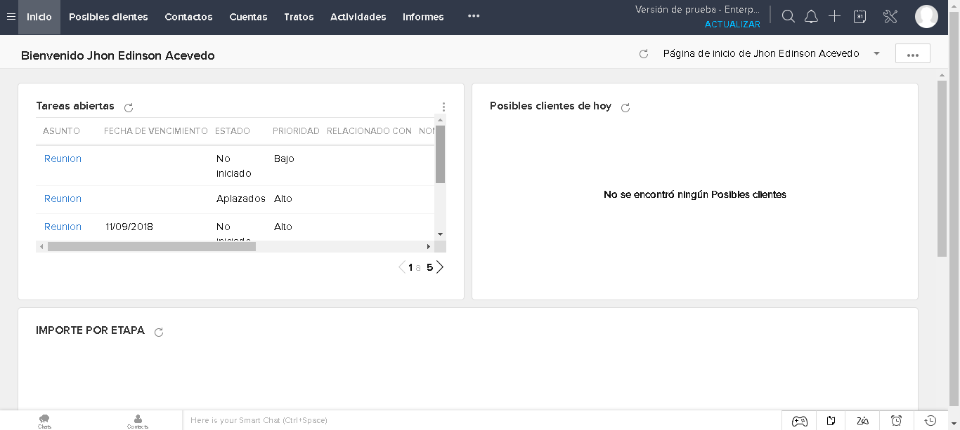 Inicio Posibles clientes Contactos Cuentas Tratos Actividades Informes ••• Versión de prueba - Enterp...
ACTUALIZAR
Bienvenido Jhon Edinson Acevedo Página de inicio de Jhon Edinson Acevedo
Tareas abiertas
ASUNTO FECHA DE VENCIMIENTO ESTADO PRIORIDAD RELACIONADO CON
Reunion No iniciado Bajo
Reunion Aplazados Alto
Reunion 11/09/2018 No iniciado Alto
1 a 5
Posibles clientes de hoy
No se encontró ningún Posibles clientes
IMPORTE POR ETAPA
Chats Contacts Here is your Smart Chat (Ctrl+Space)